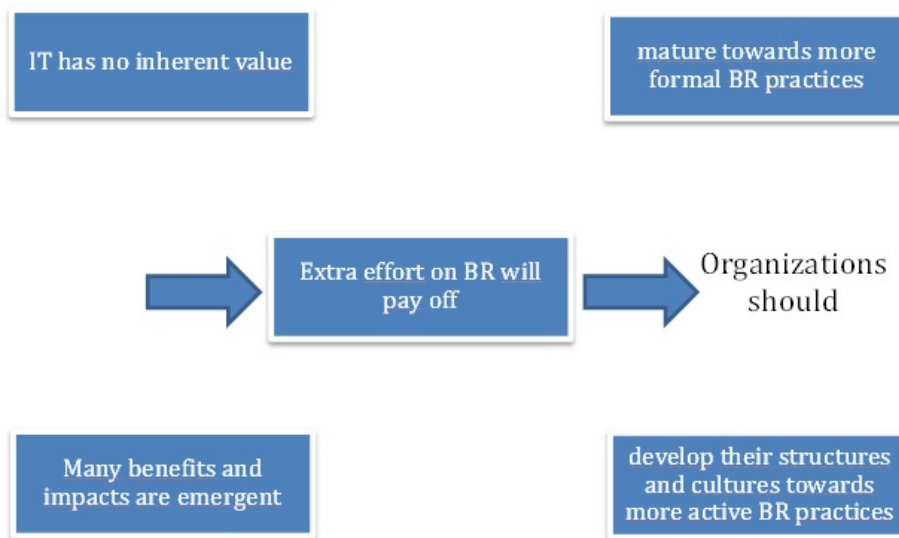 IT has no inherent value
mature towards more
formal BR practices
Extra effort on BR will
pay off
Organizations
should
Many benefits and
impacts are emergent
develop their structures
and cultures towards
more active BR practices